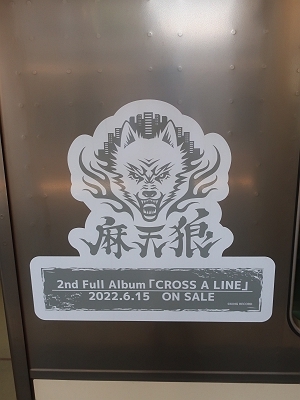 麻天狼
2nd Full Album「CROSS A LINE」
2022.6.15 ON SALE